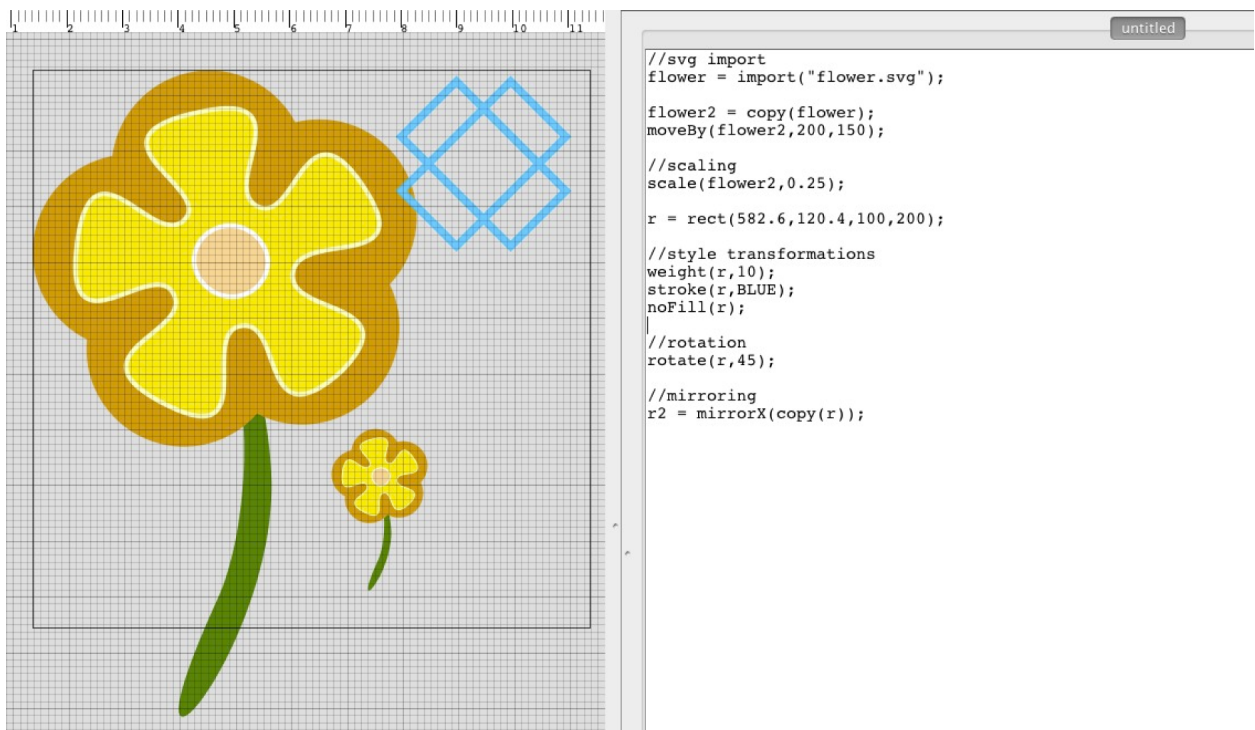 1 2 3 4 5 6 7 8 9 10 11
untitled
//svg import
flower = import("flower.svg");
flower2 = copy(flower);
moveBy(flower2,200,150);
//scaling
scale(flower2,0.25);
r = rect(582.6,120.4,100,200);
//style transformations
weight(r,10);
stroke(r,BLUE);
noFill(r);
//rotation
rotate(r,45);
//mirroring
r2 = mirrorX(copy(r));